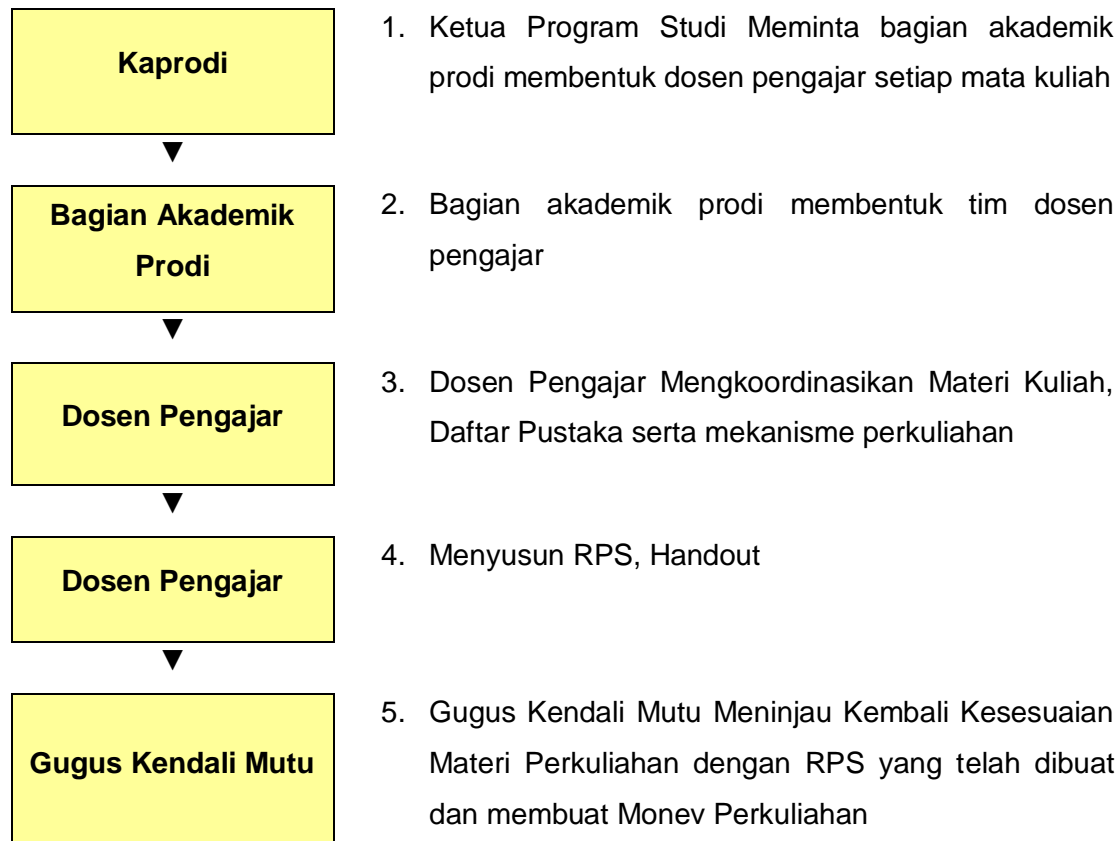 Kaprodi
1. Ketua Program Studi Meminta bagian akademik
prodi membentuk dosen pengajar setiap mata kuliah
▼
Bagian Akademik
Prodi
2. Bagian akademik prodi membentuk tim dosen
pengajar
▼
Dosen Pengajar
3. Dosen Pengajar Mengkoordinasikan Materi Kuliah,
Daftar Pustaka serta mekanisme perkuliahan
▼
Dosen Pengajar
4. Menyusun RPS, Handout
▼
Gugus Kendali Mutu
5. Gugus Kendali Mutu Meninjau Kembali Kesesuaian
Materi Perkuliahan dengan RPS yang telah dibuat
dan membuat Monev Perkuliahan